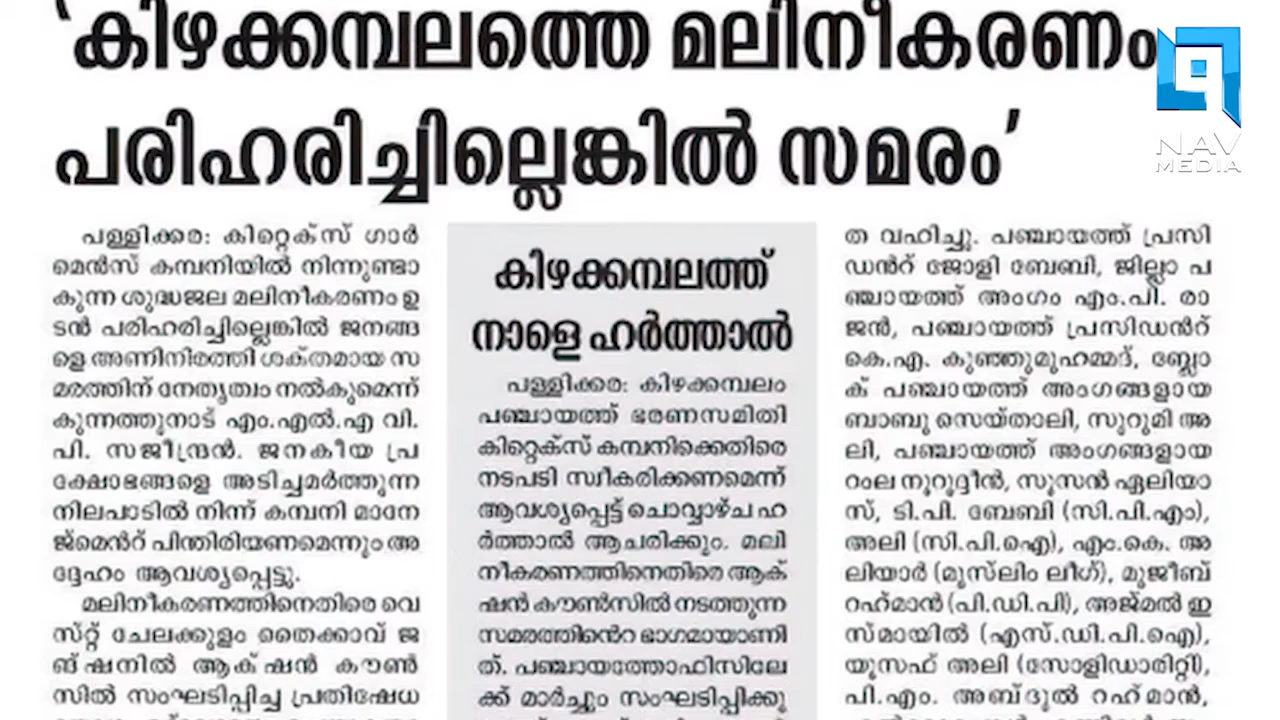 'കിഴക്കമ്പലത്തെ മലിനീകരണം
പരിഹരിച്ചില്ലെങ്കിൽ സമരം'
NAV
MEDIA
പള്ളിക്കര: കിറ്റെക്സ് ഗാർ
മെൻസ് കമ്പനിയിൽ നിന്നുണ്ടാ
കുന്ന ശുദ്ധജല മലിനീകരണം ഉ
ടൻ പരിഹരിച്ചില്ലെങ്കിൽ ജനങ്ങ
ളെ അണിനിരത്തി ശക്തമായ സ
മരത്തിന് നേതൃത്വം നൽകുമെന്ന്
കുന്നത്തുനാട് എം.എൽ.എ വി.
പി. സജീന്ദ്രൻ. ജനകീയ പ്ര
ക്ഷോഭങ്ങളെ അടിച്ചമർത്തുന്ന
നിലപാടിൽ നിന്ന് കമ്പനി മാനേ
ജ്മെൻറ് പിന്തിരിയണമെന്നും അ
ദ്ദേഹം ആവശ്യപ്പെട്ടു.
മലിനീകരണത്തിനെതിരെ വെ
സ്റ്റ് ചേലക്കുളം തൈക്കാവ് ജ
ങ്ഷനിൽ ആക്ഷൻ കൗൺ
സിൽ സംഘടിപ്പിച്ച പ്രതിഷേധ
കിഴക്കമ്പലത്ത്
നാളെ ഹർത്താൽ
പള്ളിക്കര: കിഴക്കമ്പലം
പഞ്ചായത്ത് ഭരണസമിതി
കിറ്റെക്സ് കമ്പനിക്കെതിരെ
നടപടി സ്വീകരിക്കണമെന്ന്
ആവശ്യപ്പെട്ട് ചൊവ്വാഴ്ച ഹ
ർത്താൽ ആചരിക്കും. മലി
നീകരണത്തിനെതിരെ ആക്
ഷൻ കൗൺസിൽ നടത്തുന്ന
സമരത്തിൻെറ ഭാഗമായാണി
ത്. പഞ്ചായത്തോഫിസിലേ
ക്ക് മാർച്ചും സംഘടിപ്പിക്കു
ത വഹിച്ചു. പഞ്ചായത്ത് പ്രസി
ഡൻറ് ജോളി ബേബി, ജില്ലാ പ
ഞ്ചായത്ത് അംഗം എം.പി. രാ
ജൻ, പഞ്ചായത്ത് പ്രസിഡൻറ്
കെ.എ. കുഞ്ഞുമുഹമ്മദ്, ബ്ലോ
ക് പഞ്ചായത്ത് അംഗങ്ങളായ
ബാബു സെയ്താലി, സുറുമി അ
ലി, പഞ്ചായത്ത് അംഗങ്ങളായ
റംല നൂറുദ്ദീൻ, സൂസൻ ഏലിയാ
സ്, ടി.പി. ബേബി (സി.പി.എം),
അലി (സി.പി.ഐ), എം.കെ. അ
ലിയാർ (മുസ്ലിം ലീഗ്), മുജീബ്
റഹ്മാൻ (പി.ഡി.പി), അജ്മൽ ഇ
സ്മായിൽ (എസ്.ഡി.പി.ഐ),
യൂസഫ് അലി (സോളിഡാരിറ്റി),
പി.എം. അബ്ദുൽ റഹ്മാൻ,